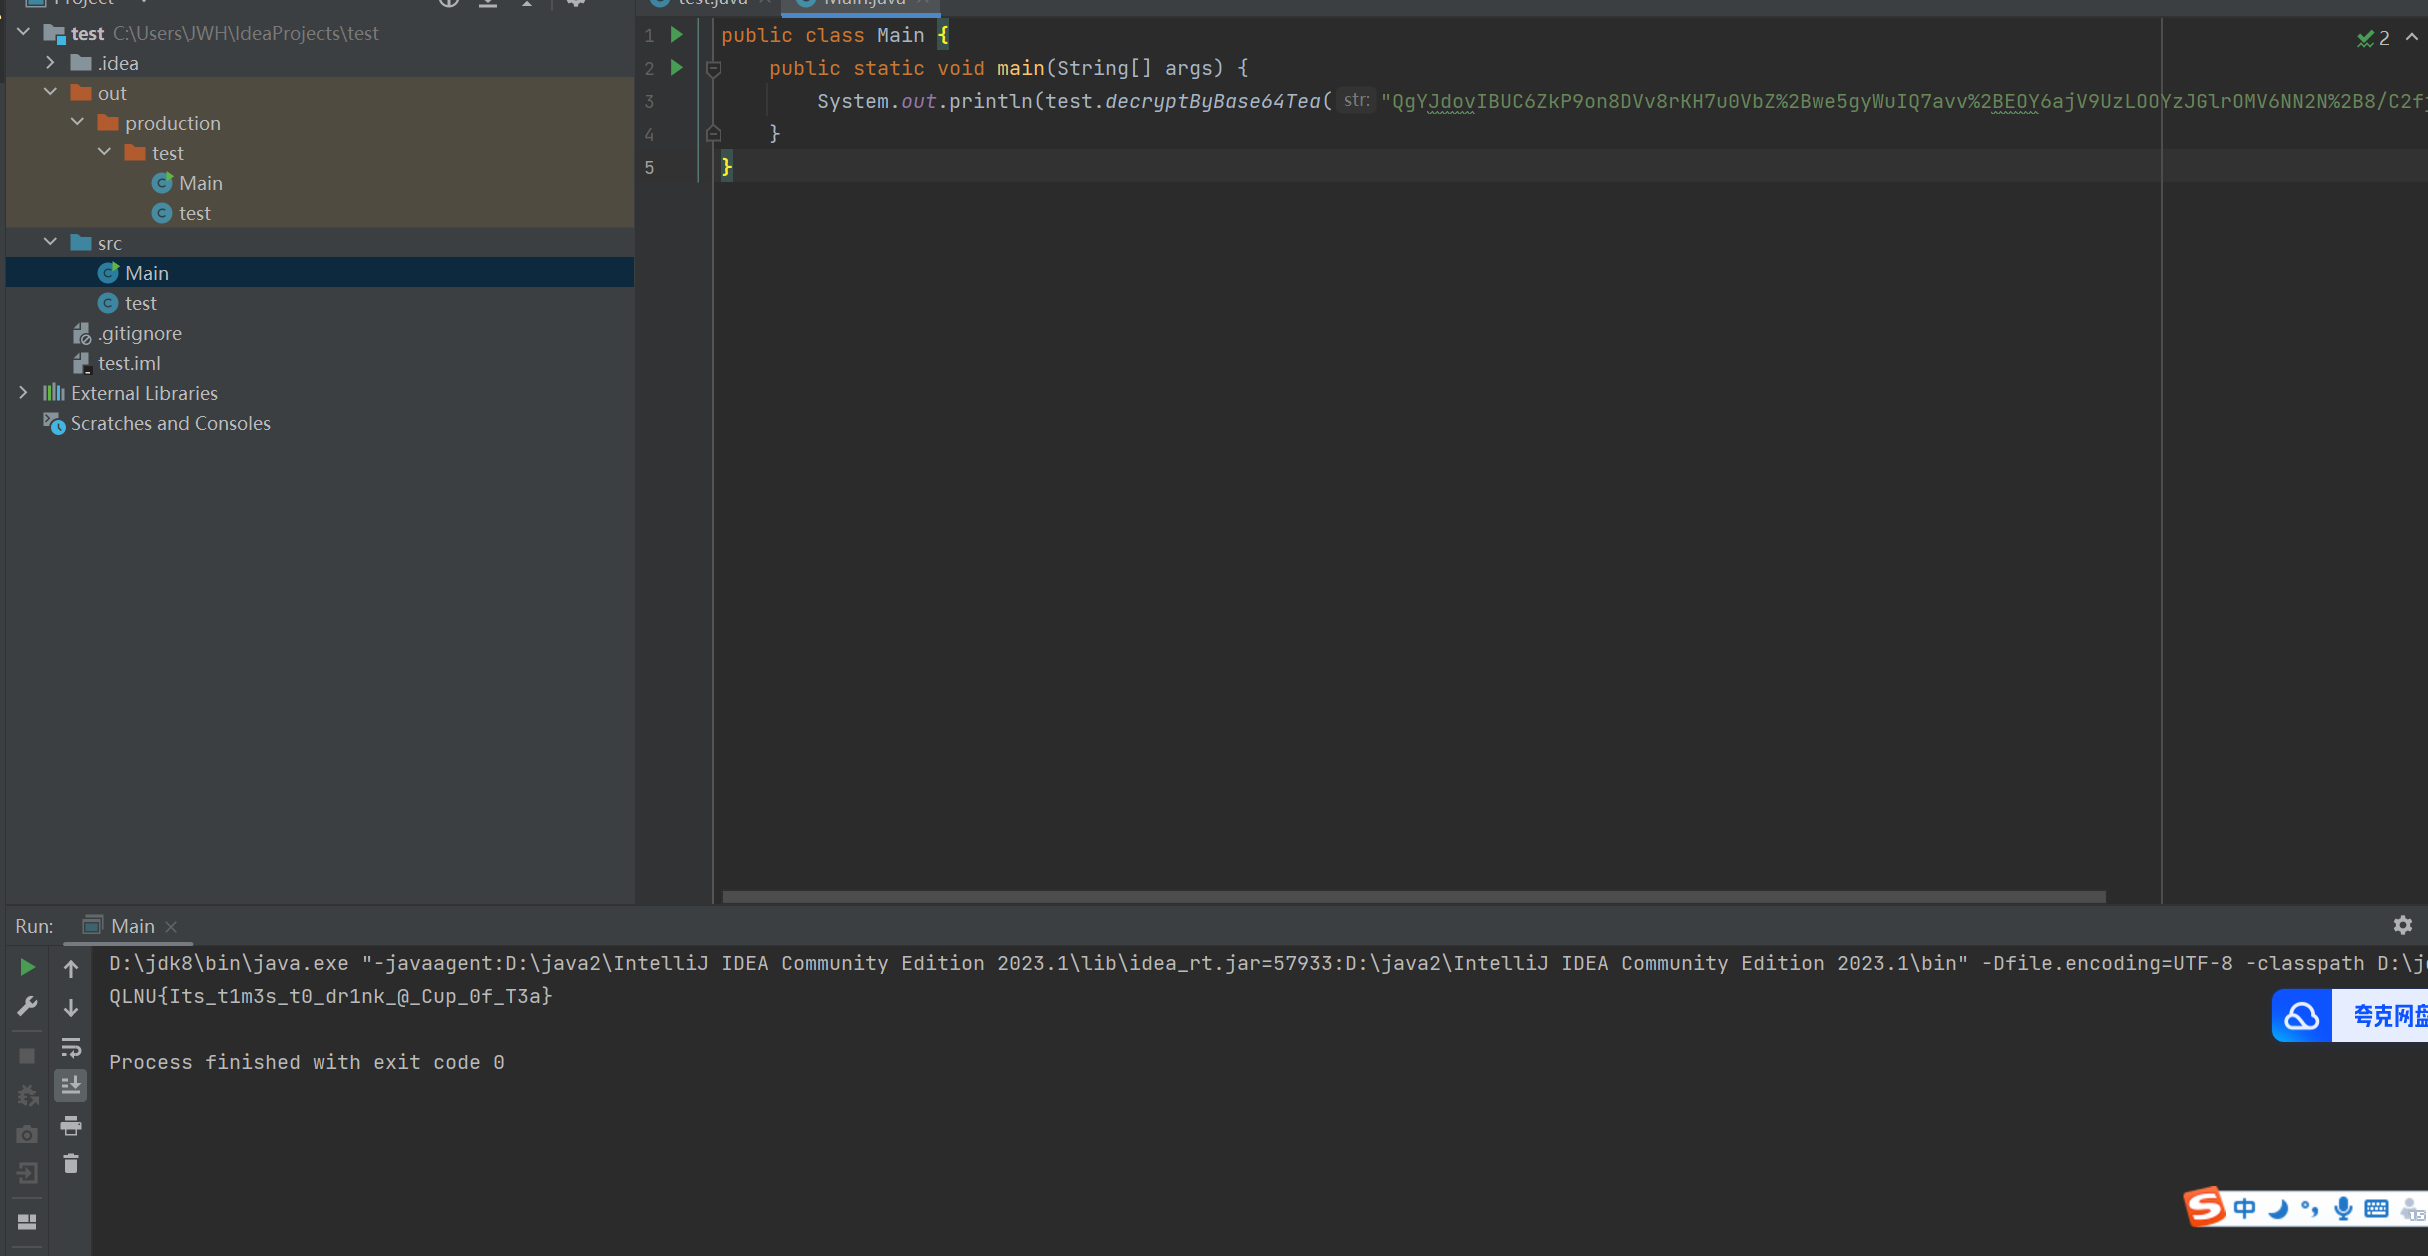 Project
test C:\Users\JWH\IdeaProjects\test
.idea
out
production
test
Main
test
src
Main
test
.gitignore
test.iml
External Libraries
Scratches and Consoles
test.java
Main.java
1 public class Main {
2 public static void main(String[] args) {
3 System.out.println(test.decryptByBase64Tea( str: "QgYJdovIBUC6ZkP9on8DVv8rKH7u0VbZ%2Bwe5gyWuIQ7avv%2BEOY6ajV9UzLOOYzJGlrOMV6NN2N%2B8/C2f
4 }
5 }
2
Run: Main
D:\jdk8\bin\java.exe "-javaagent:D:\java2\IntelliJ IDEA Community Edition 2023.1\lib\idea_rt.jar=57933:D:\java2\IntelliJ IDEA Community Edition 2023.1\bin" -Dfile.encoding=UTF-8 -classpath D:\j
QLNU{Its_t1m3s_t0_dr1nk_@_Cup_0f_T3a}
Process finished with exit code 0
夸克网盘
中